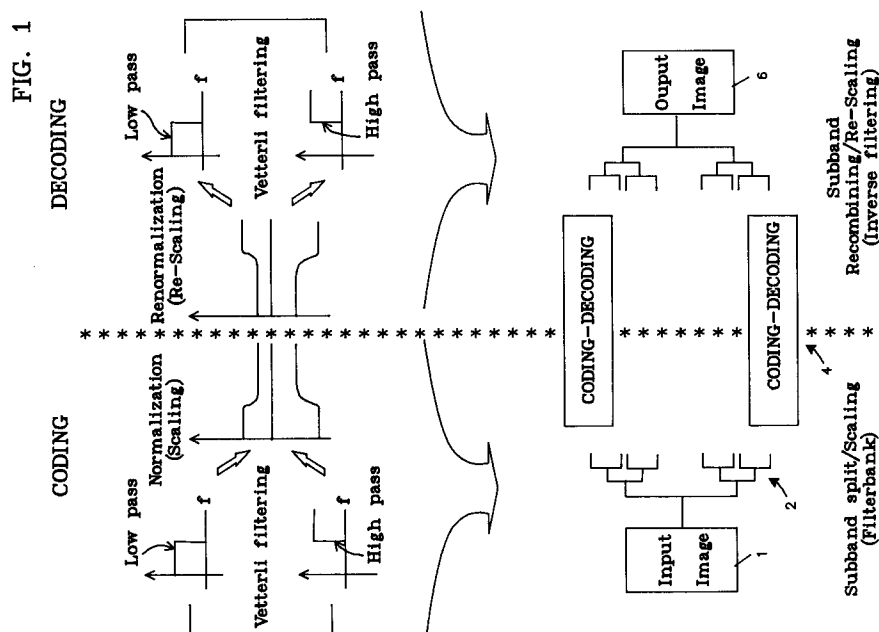 FIG. 1
CODING
DECODING
Low pass
f
Normalization
(Scaling)
Vetterli filtering
f
High pass
Renormalization
(Re-Scaling)
Low pass
f
Vetterli filtering
f
High pass
* * * * * * * * * * * * * * * * * * * * * * * * * * * * * * * * * * * * * * * *
Input
Image
1
2
CODING-DECODING
CODING-DECODING
4
Ouput
Image
6
Subband split/Scaling
(Filterbank)
Subband
Recombining/Re-Scaling
(Inverse filtering)